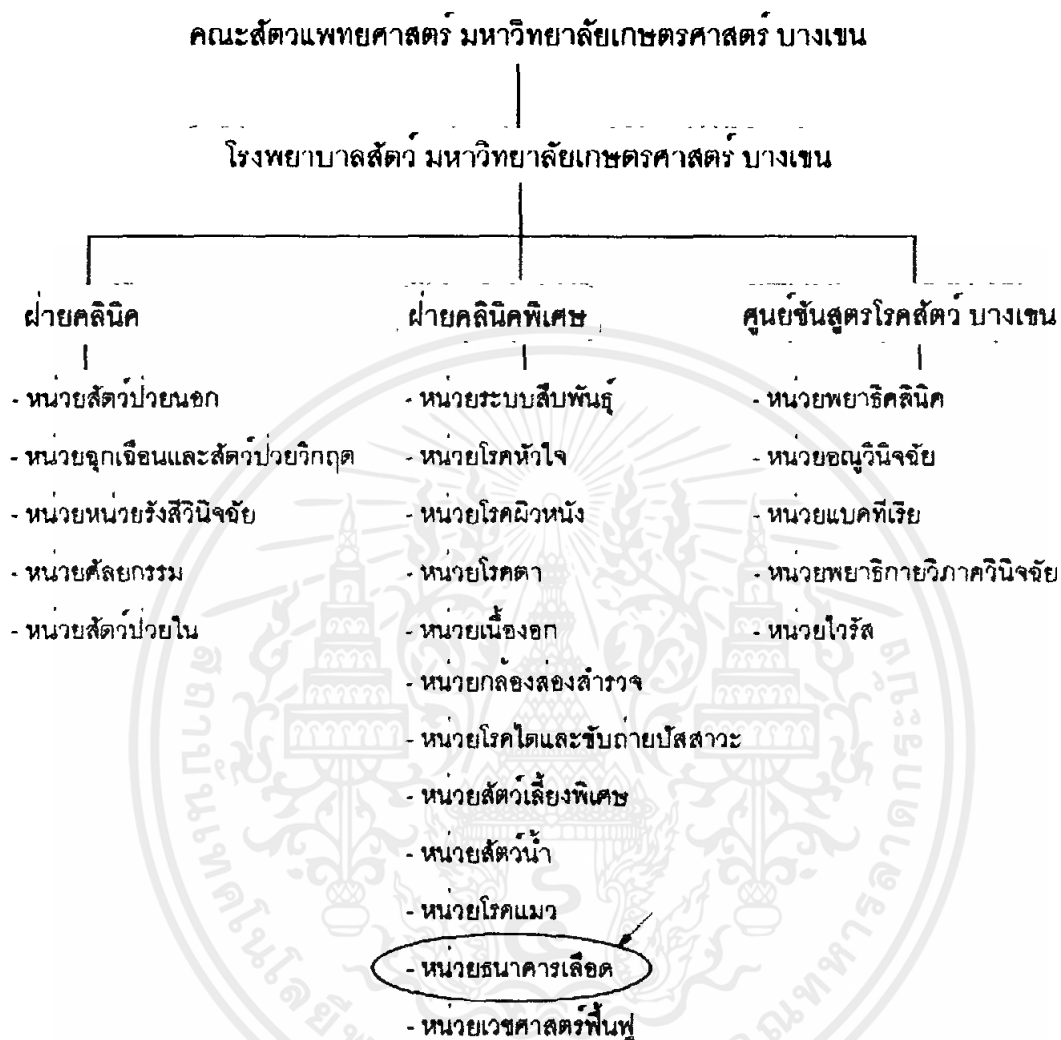 คณะสัตวแพทยศาสตร์ มหาวิทยาลัยเกษตรศาสตร์ บางเขน
โรงพยาบาลสัตว์ มหาวิทยาลัยเกษตรศาสตร์ บางเขน
ฝ่ายคลินิค
- หน่วยสัตว์ป่วยนอก
- หน่วยฉุกเฉินและสัตว์ป่วยวิกฤต
- หน่วยหน่วยรังสีวินิจฉัย
- หน่วยศัลยกรรม
- หน่วยสัตว์ป่วยใน
ฝ่ายคลินิคพิเศษ
- หน่วยระบบสืบพันธุ์
- หน่วยโรคหัวใจ
- หน่วยโรคผิวหนัง
- หน่วยโรคตา
- หน่วยเนื้องอก
- หน่วยกล้องส่องสำรวจ
- หน่วยโรคไตและขับถ่ายปัสสาวะ
- หน่วยสัตว์เลี้ยงพิเศษ
- หน่วยสัตว์น้ำ
- หน่วยโรคแมว
- หน่วยธนาคารเลือด
- หน่วยเวชศาสตร์ฟื้นฟู
ศูนย์ชันสูตรโรคสัตว์ บางเขน
- หน่วยพยาธิคลินิค
- หน่วยอณูวินิจฉัย
- หน่วยแบคทีเรีย
- หน่วยพยาธิกายวิภาควินิจฉัย
- หน่วยไวรัส